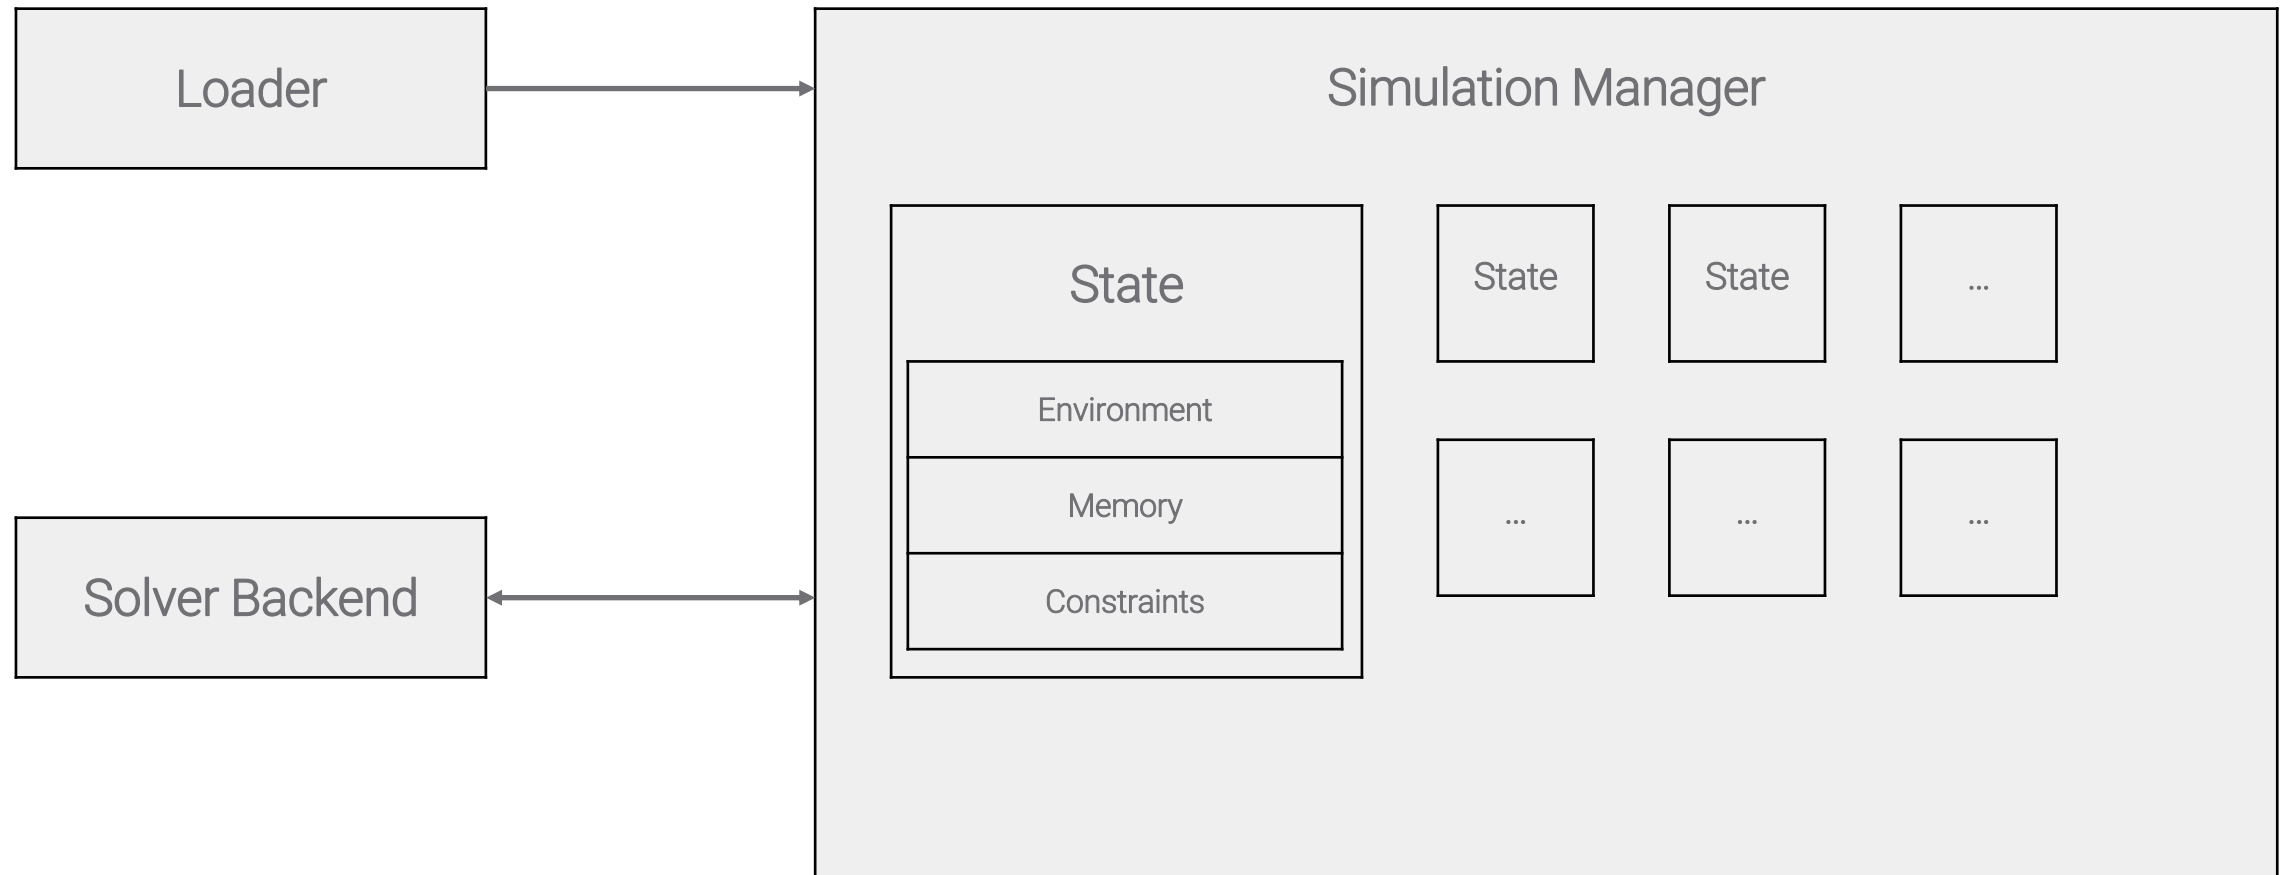 Loader
Simulation Manager
State
State
State
...
Environment
Memory
Constraints
...
...
...
Solver Backend